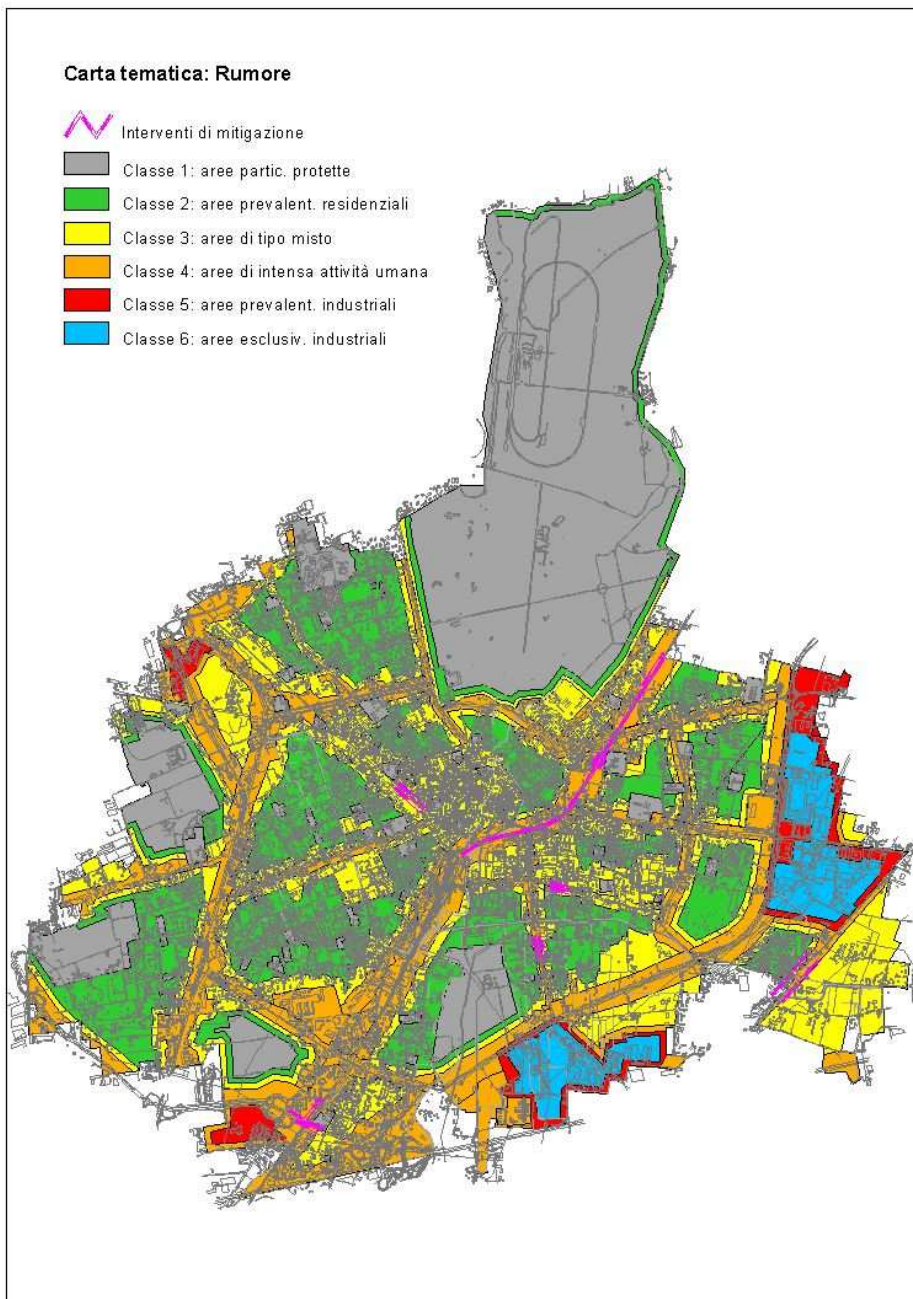 Carta tematica: Rumore
Interventi di mitigazione
Classe 1: aree partic. protette
Classe 2: aree prevalent. residenziali
Classe 3: aree di tipo misto
Classe 4: aree di intensa attività umana
Classe 5: aree prevalent. industriali
Classe 6: aree esclusiv. industriali